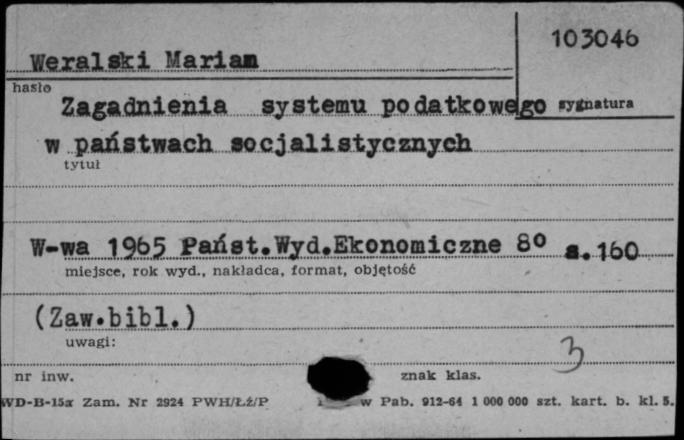 103046
Weralski Marian
hasło
Zagadnienia systemu podatkowego sygnatura
w państwach socjalistycznych
tytuł
W-wa 1965 Państ.Wyd.Ekonomiczne 8° s.160
miejsce, rok wyd., nakładca, format, objętość
(Zaw.bibl.)
uwagi:
3
nr inw. znak klas.
WD-B-15a Zam. Nr 2924 PWH/Łź/P w Pab. 912-64 1 000 000 szt. kart. b. kl. 5.